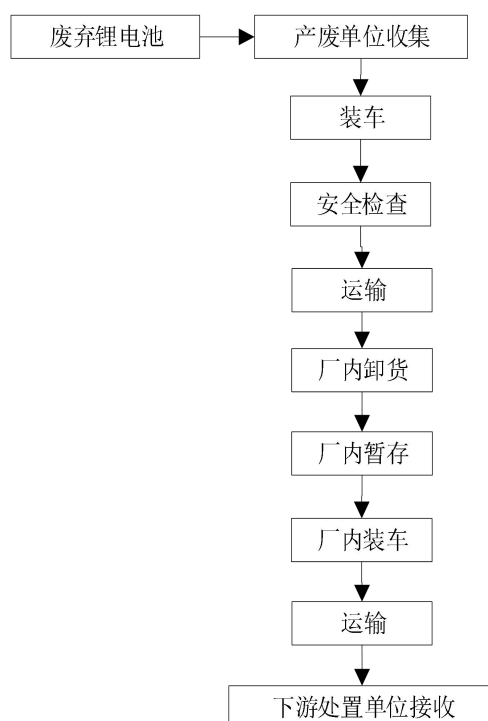 废弃锂电池
产废单位收集
装车
安全检查
运输
厂内卸货
厂内暂存
厂内装车
运输
下游处置单位接收